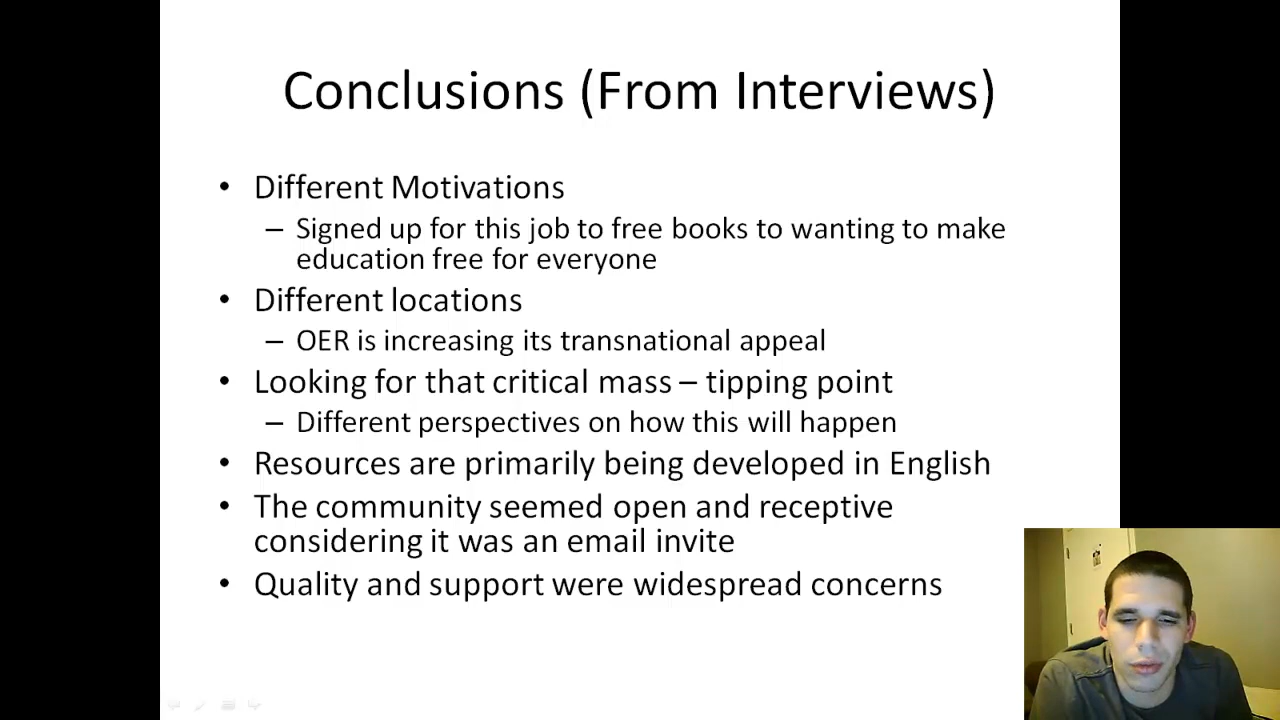 Conclusions (From Interviews)
• Different Motivations
– Signed up for this job to free books to wanting to make
education free for everyone
• Different locations
– OER is increasing its transnational appeal
• Looking for that critical mass – tipping point
– Different perspectives on how this will happen
• Resources are primarily being developed in English
• The community seemed open and receptive
considering it was an email invite
• Quality and support were widespread concerns